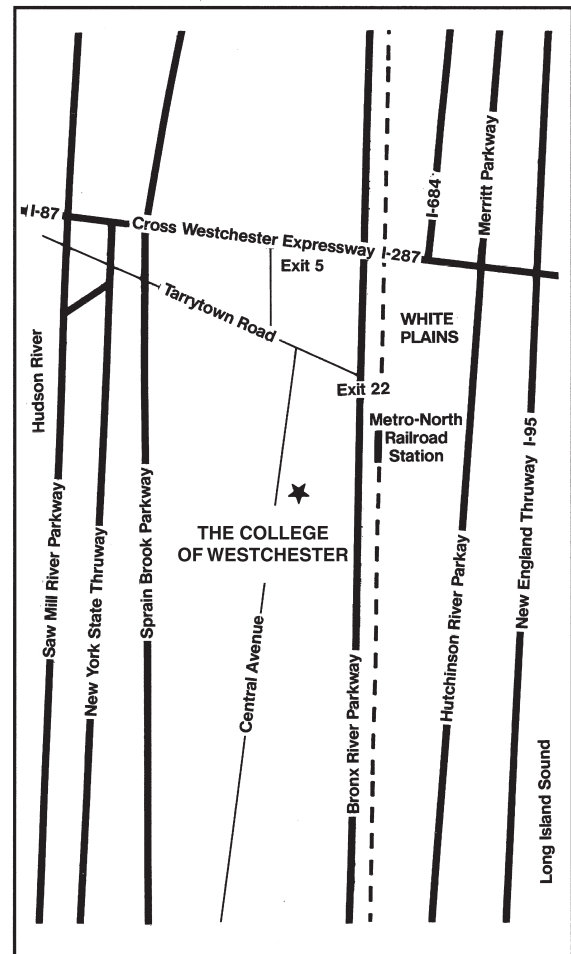 I-87
Cross Westchester Expressway
I-287
I-684
Merritt Parkway
Exit 5
Tarrytown Road
WHITE
PLAINS
Exit 22
Hudson River
Metro-North
Railroad
Station
THE COLLEGE
OF WESTCHESTER
Saw Mill River Parkway
New York State Thruway
Sprain Brook Parkway
Central Avenue
Bronx River Parkway
Hutchinson River Parkay
New England Thruway I-95
Long Island Sound